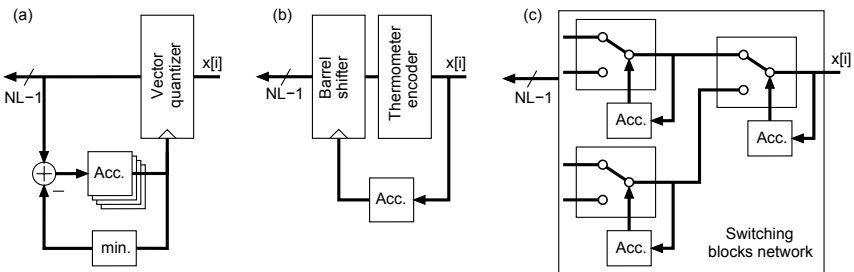 (a)
Vector
quantizer
x[i]
NL−1
Acc.
−
min.
(b)
Barrel
shifter
Thermometer
encoder
x[i]
NL−1
Acc.
(c)
Switching
blocks network
x[i]
NL−1
Acc.
Acc.
Acc.